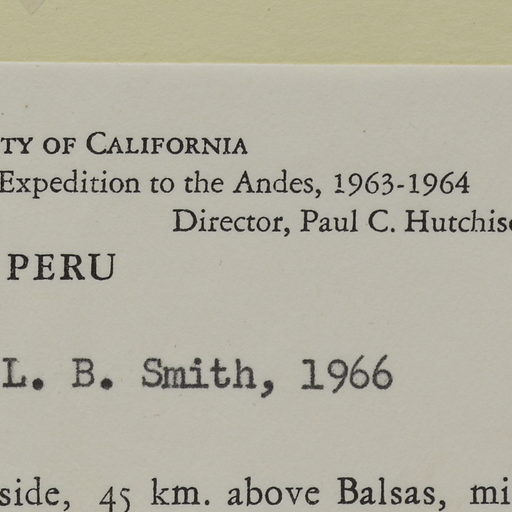 TY OF CALIFORNIA
Expedition to the Andes, 1963-1964
Director, Paul C. Hutchiso
PERU
L. B. Smith, 1966
side, 45 km. above Balsas, mi